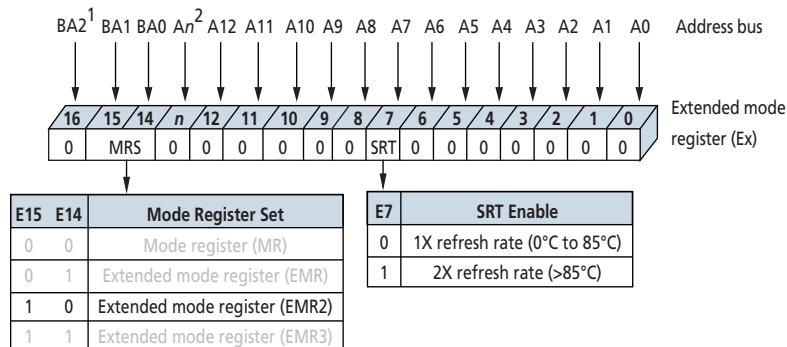 BA2¹ BA1 BA0 An² A12 A11 A10 A9 A8 A7 A6 A5 A4 A3 A2 A1 A0 Address bus
16 15 14 n 12 11 10 9 8 7 6 5 4 3 2 1 0 Extended mode
register (Ex)
0 MRS 0 0 0 0 0 0 SRT 0 0 0 0 0 0 0
E15 E14 Mode Register Set
0 0 Mode register (MR)
0 1 Extended mode register (EMR)
1 0 Extended mode register (EMR2)
1 1 Extended mode register (EMR3)
E7 SRT Enable
0 1X refresh rate (0°C to 85°C)
1 2X refresh rate (>85°C)